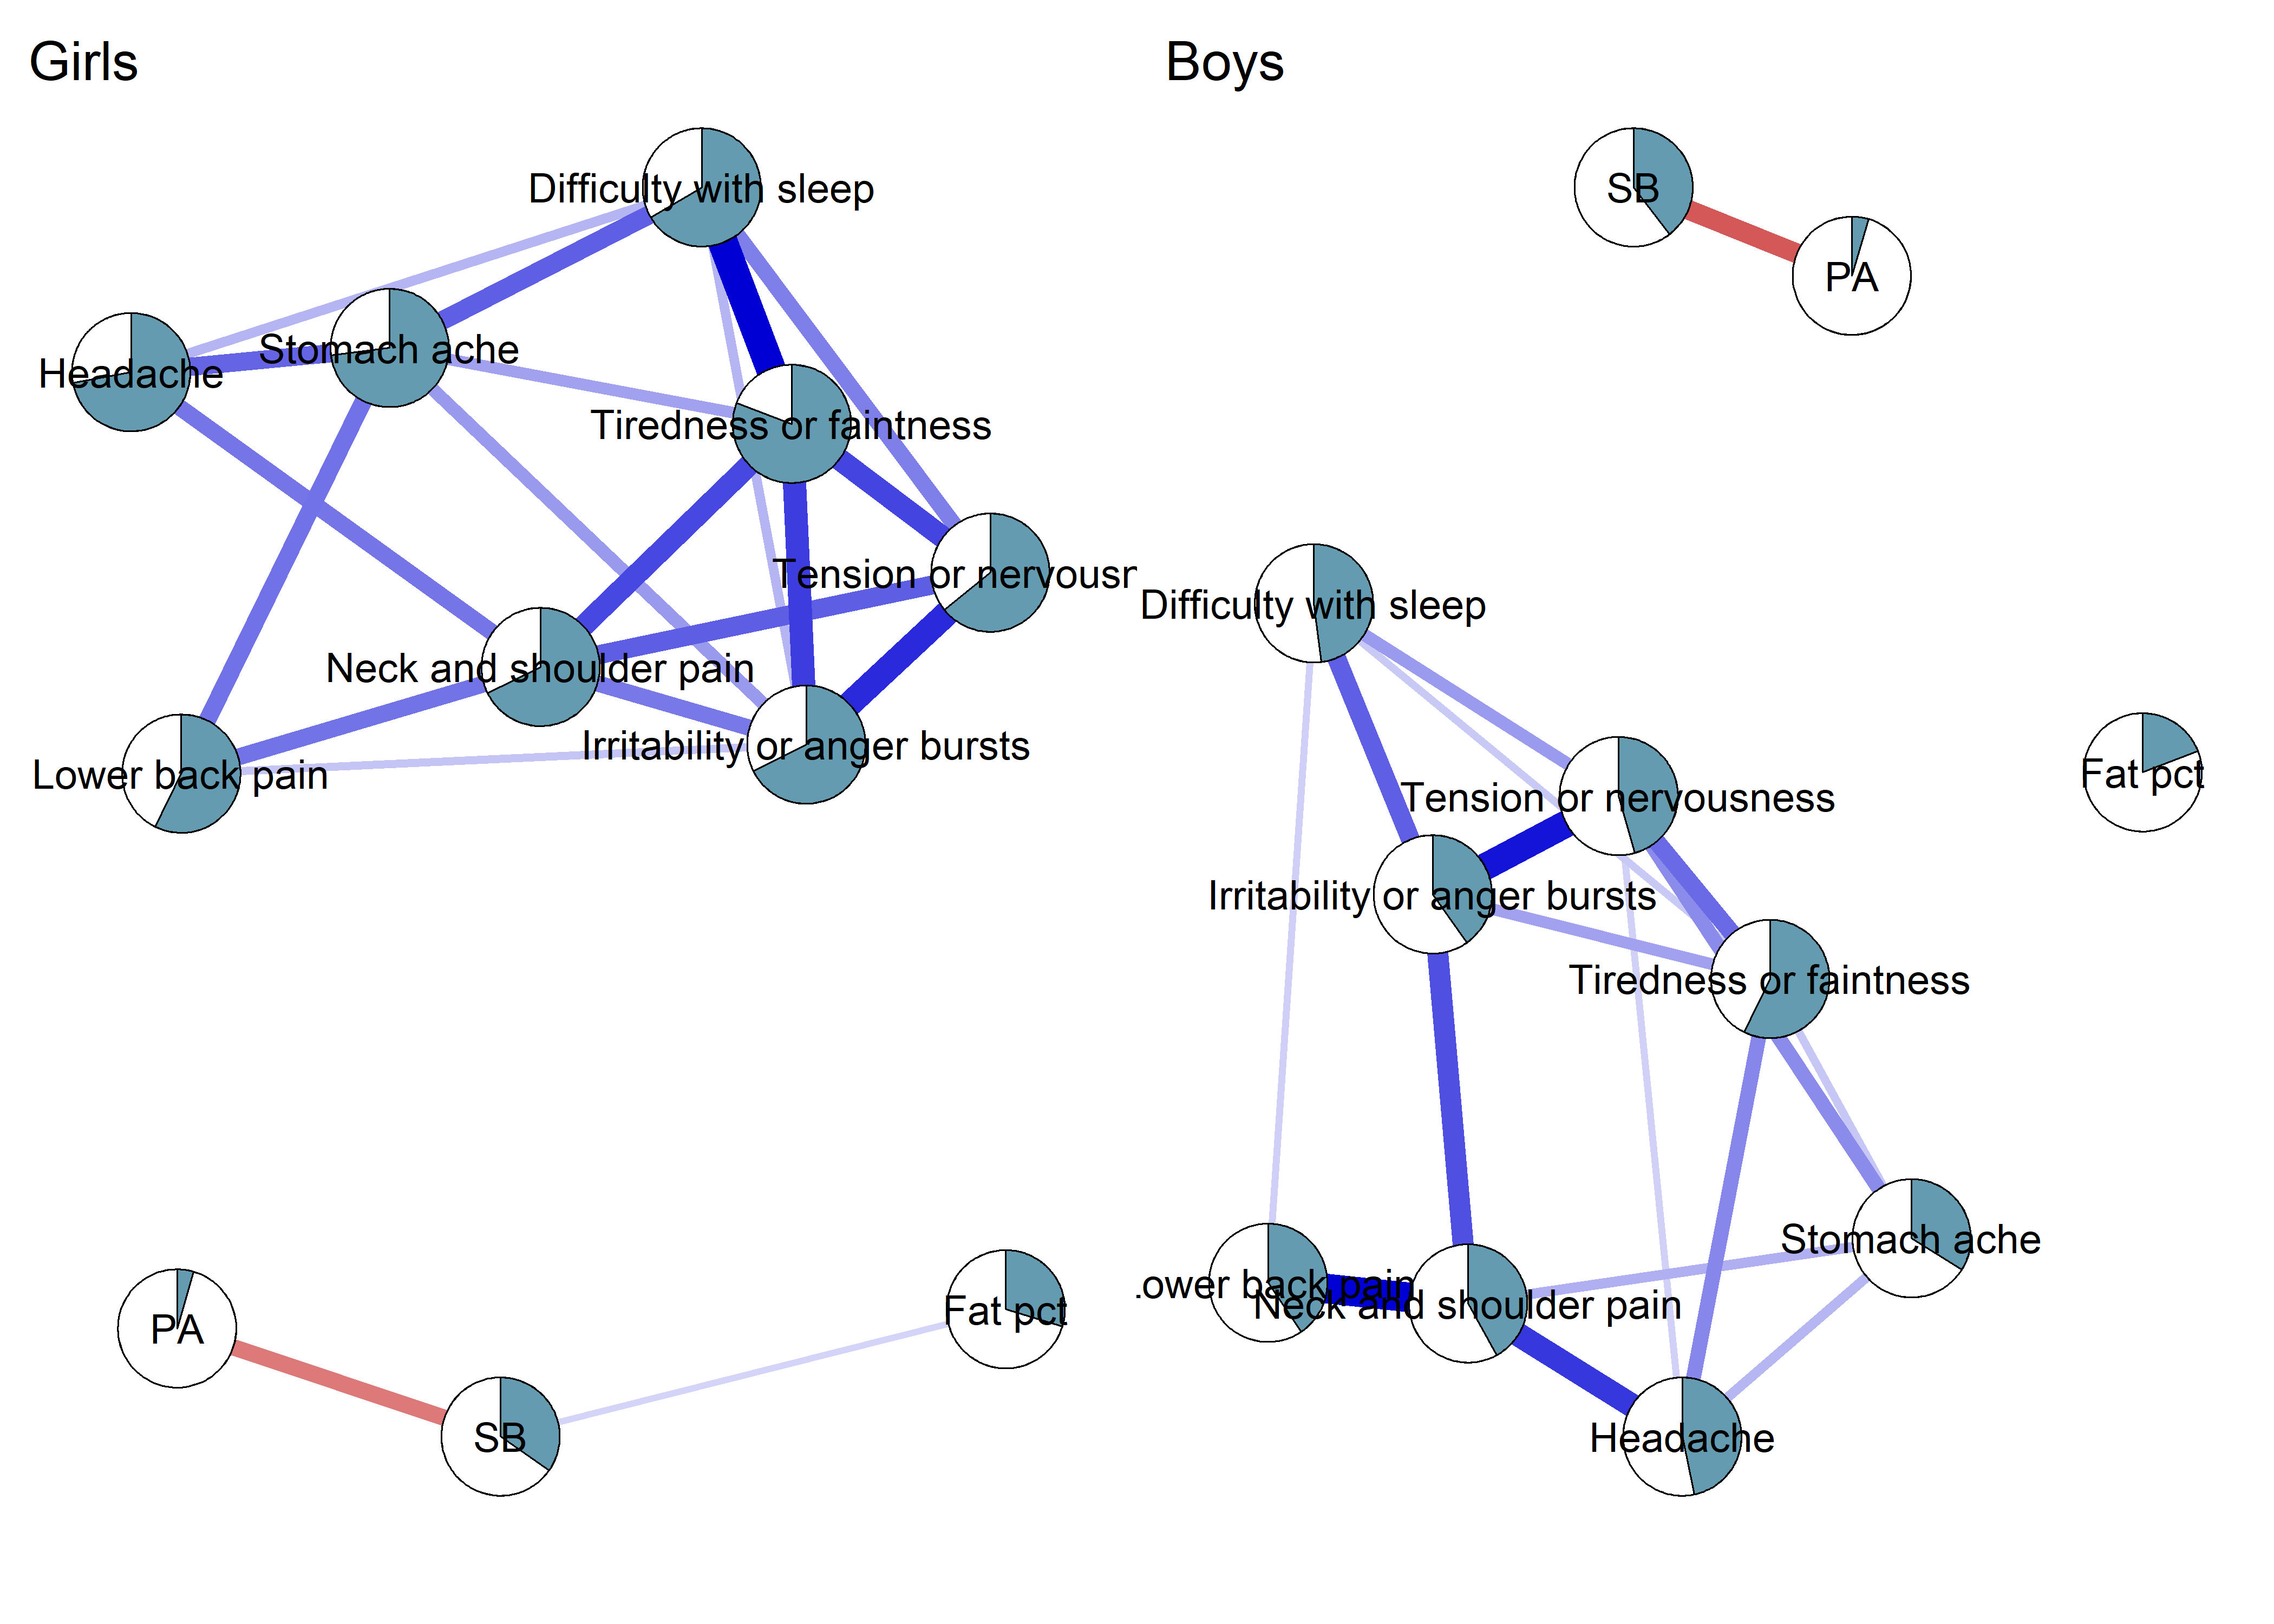 Girls
Difficulty with sleep
Stomach ache
Headache
Tiredness or faintness
Tension or nervousr
Neck and shoulder pain
Irritability or anger bursts
Lower back pain
Fat pct
PA
SB
Boys
SB
PA
Difficulty with sleep
Fat pct
Tension or nervousness
Irritability or anger bursts
Tiredness or faintness
Stomach ache
ower back pain
Neck and shoulder pain
Headache